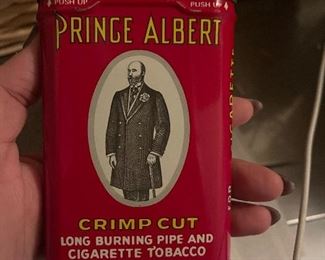 PUSH UP PUSH UP
PRINCE ALBERT
CRIMP CUT
LONG BURNING PIPE AND
CIGARETTE TOBACCO